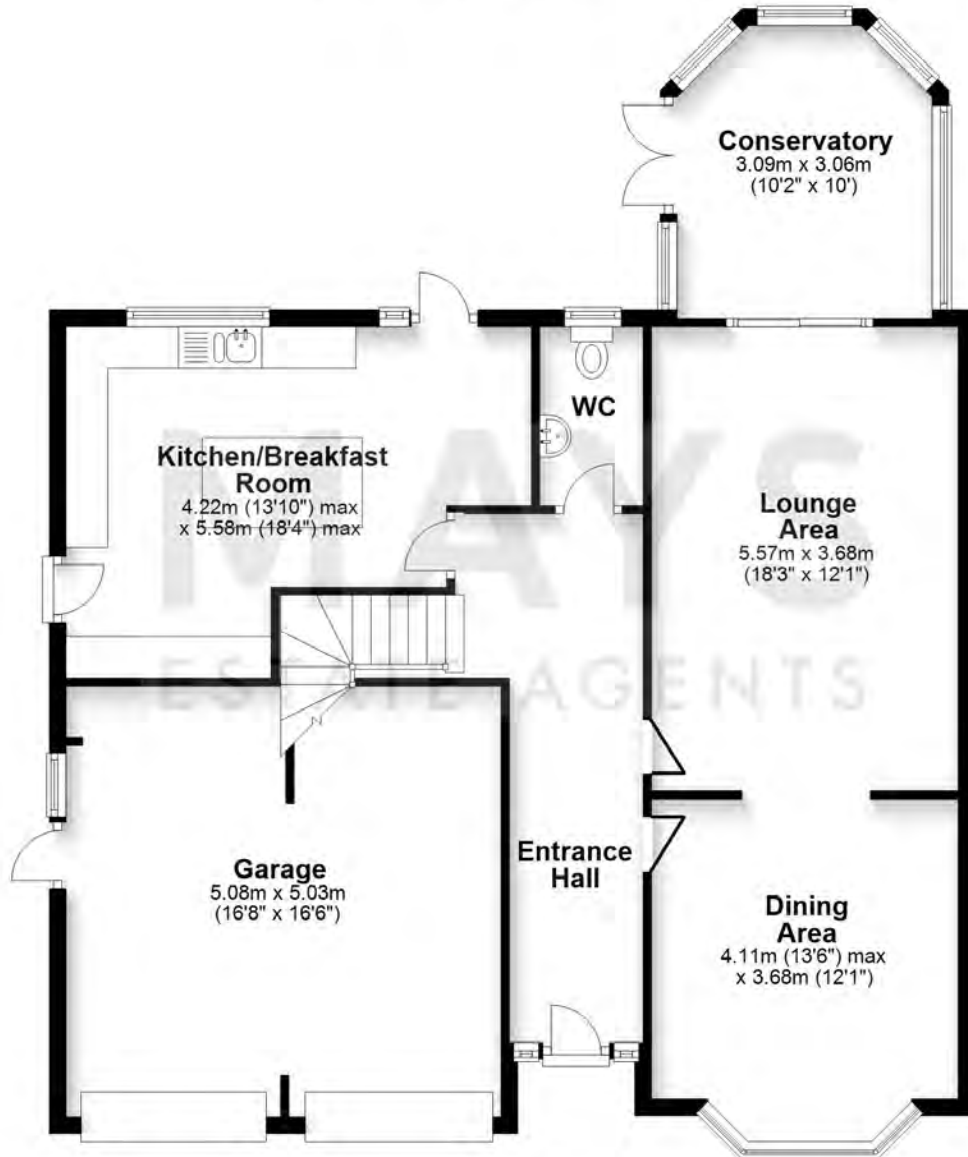 Conservatory
3.09m x 3.06m
(10'2" x 10')
WC
Kitchen/Breakfast
Room
4.22m (13'10") max
x 5.58m (18'4") max
Lounge
Area
5.57m x 3.68m
(18'3" x 12'1")
MAYS
ESTATE AGENTS
Garage
5.08m x 5.03m
(16'8" x 16'6")
Entrance
Hall
Dining
Area
4.11m (13'6") max
x 3.68m (12'1")